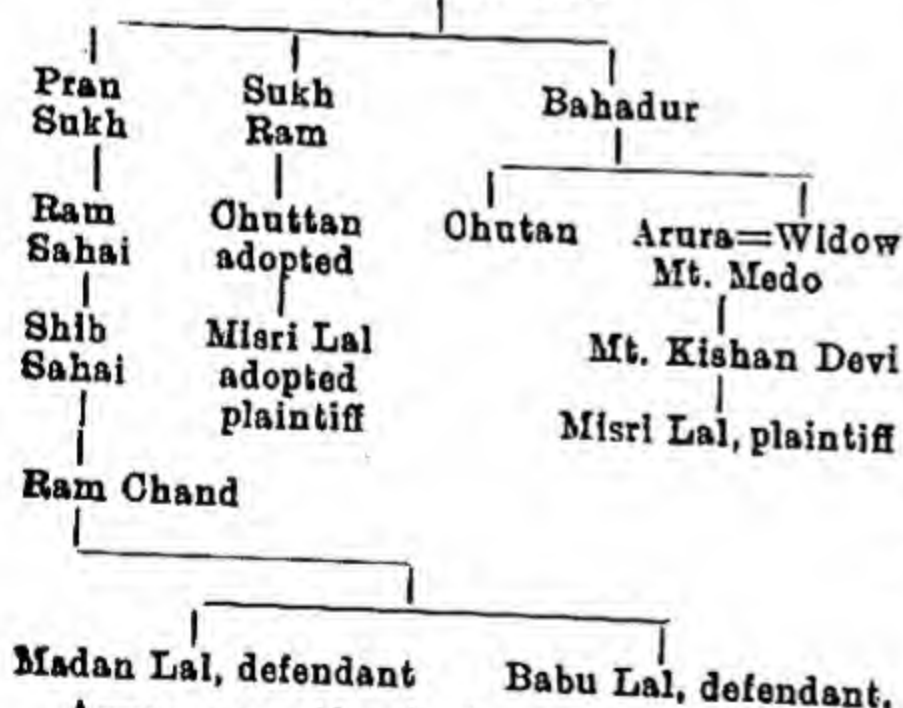 Pran
Sukh
Sukh
Ram
Bahadur
Ram
Sahai
Chuttan
adopted
Chutan
Arura=Widow
Mt. Medo
Shib
Sahai
Misri Lal
adopted
plaintiff
Mt. Kishan Devi
Misri Lal, plaintiff
Ram Chand
Madan Lal, defendant
Babu Lal, defendant.